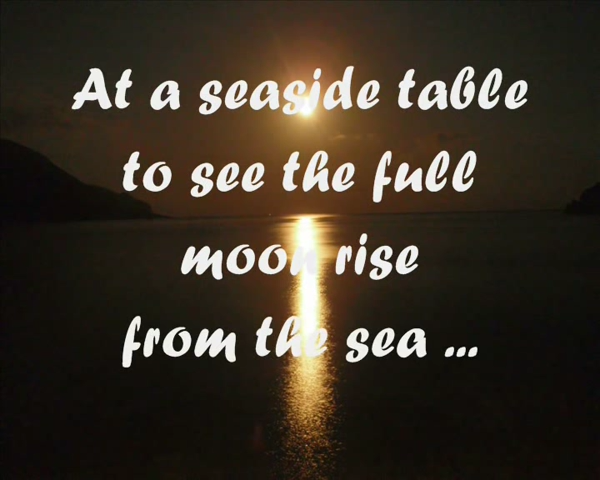 At a seaside table
to see the full
moon rise
from the sea ...